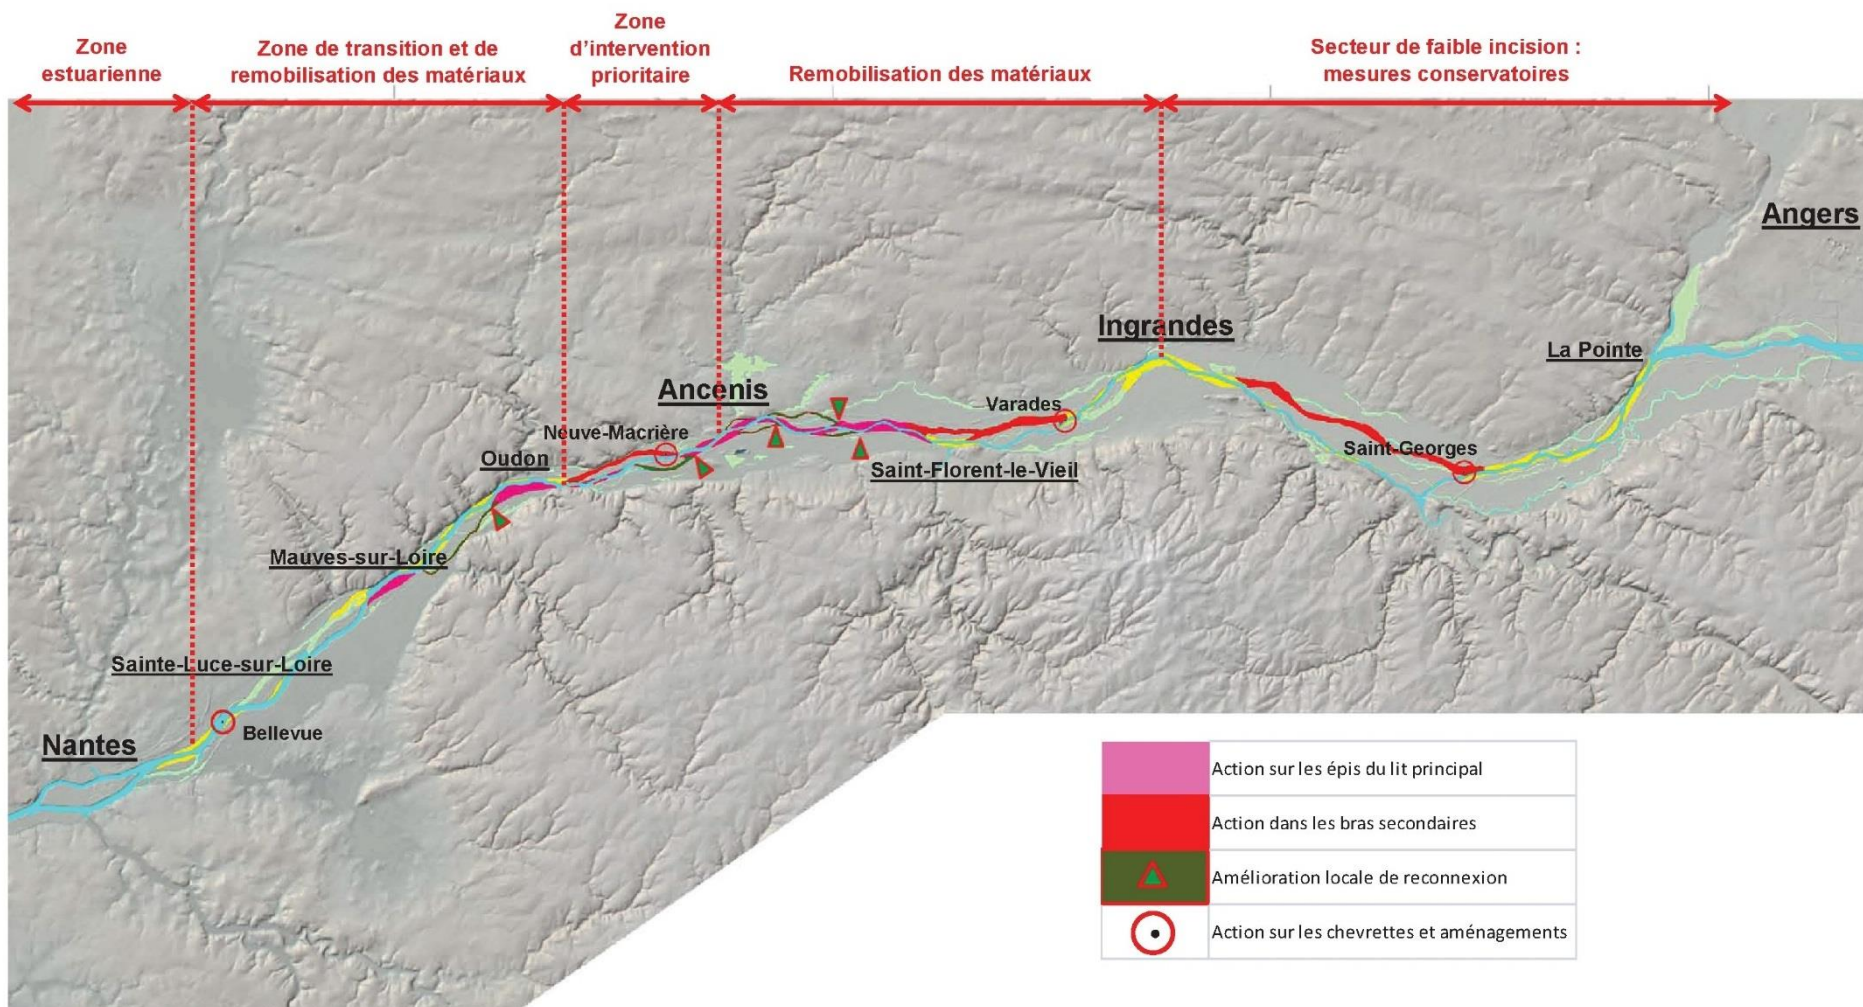 Zone
estuarienne
Zone de transition et de
remobilisation des matériaux
Zone
d'intervention
prioritaire
Remobilisation des matériaux
Secteur de faible incision :
mesures conservatoires
Angers
Ingrandes
La Pointe
Ancenis
Varades
Neuve-Macrière
Oudon
Saint-Georges
Saint-Florent-le-Vieil
Mauves-sur-Loire
Sainte-Luce-sur-Loire
Bellevue
Nantes
Action sur les épis du lit principal
Action dans les bras secondaires
Amélioration locale de reconnexion
Action sur les chevrettes et aménagements